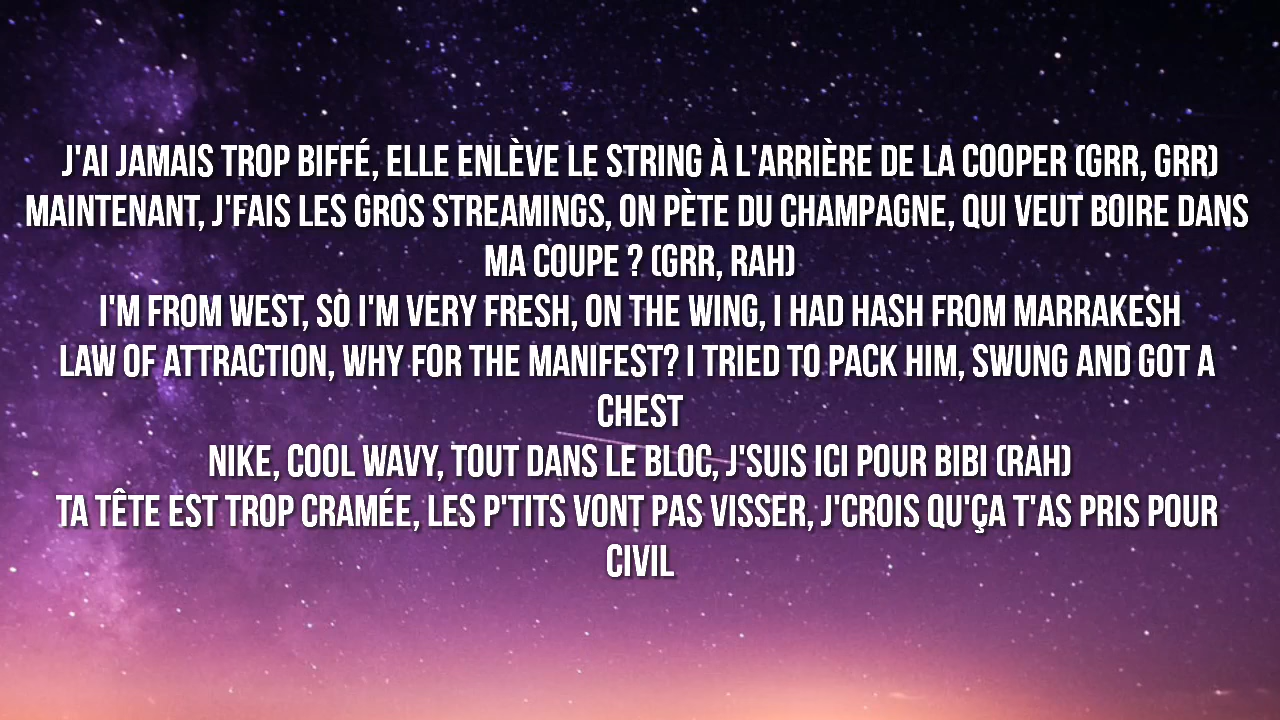 J'AI JAMAIS TROP BIFFÉ, ELLE ENLÈVE LE STRING À L'ARRIÈRE DE LA COOPER (GRR, GRR)
MAINTENANT, J'FAIS LES GROS STREAMINGS, ON PÈTE DU CHAMPAGNE, QUI VEUT BOIRE DANS
MA COUPE ? (GRR, RAH)
I'M FROM WEST, SO I'M VERY FRESH, ON THE WING, I HAD HASH FROM MARRAKESH
LAW OF ATTRACTION, WHY FOR THE MANIFEST? I TRIED TO PACK HIM, SWUNG AND GOT A
CHEST
NIKE, COOL WAVY, TOUT DANS LE BLOC, J'SUIS ICI POUR BIBI (RAH)
TA TÊTE EST TROP CRAMÉE, LES P'TITS VONT PAS VISSER, J'CROIS QU'ÇA T'AS PRIS POUR
CIVIL